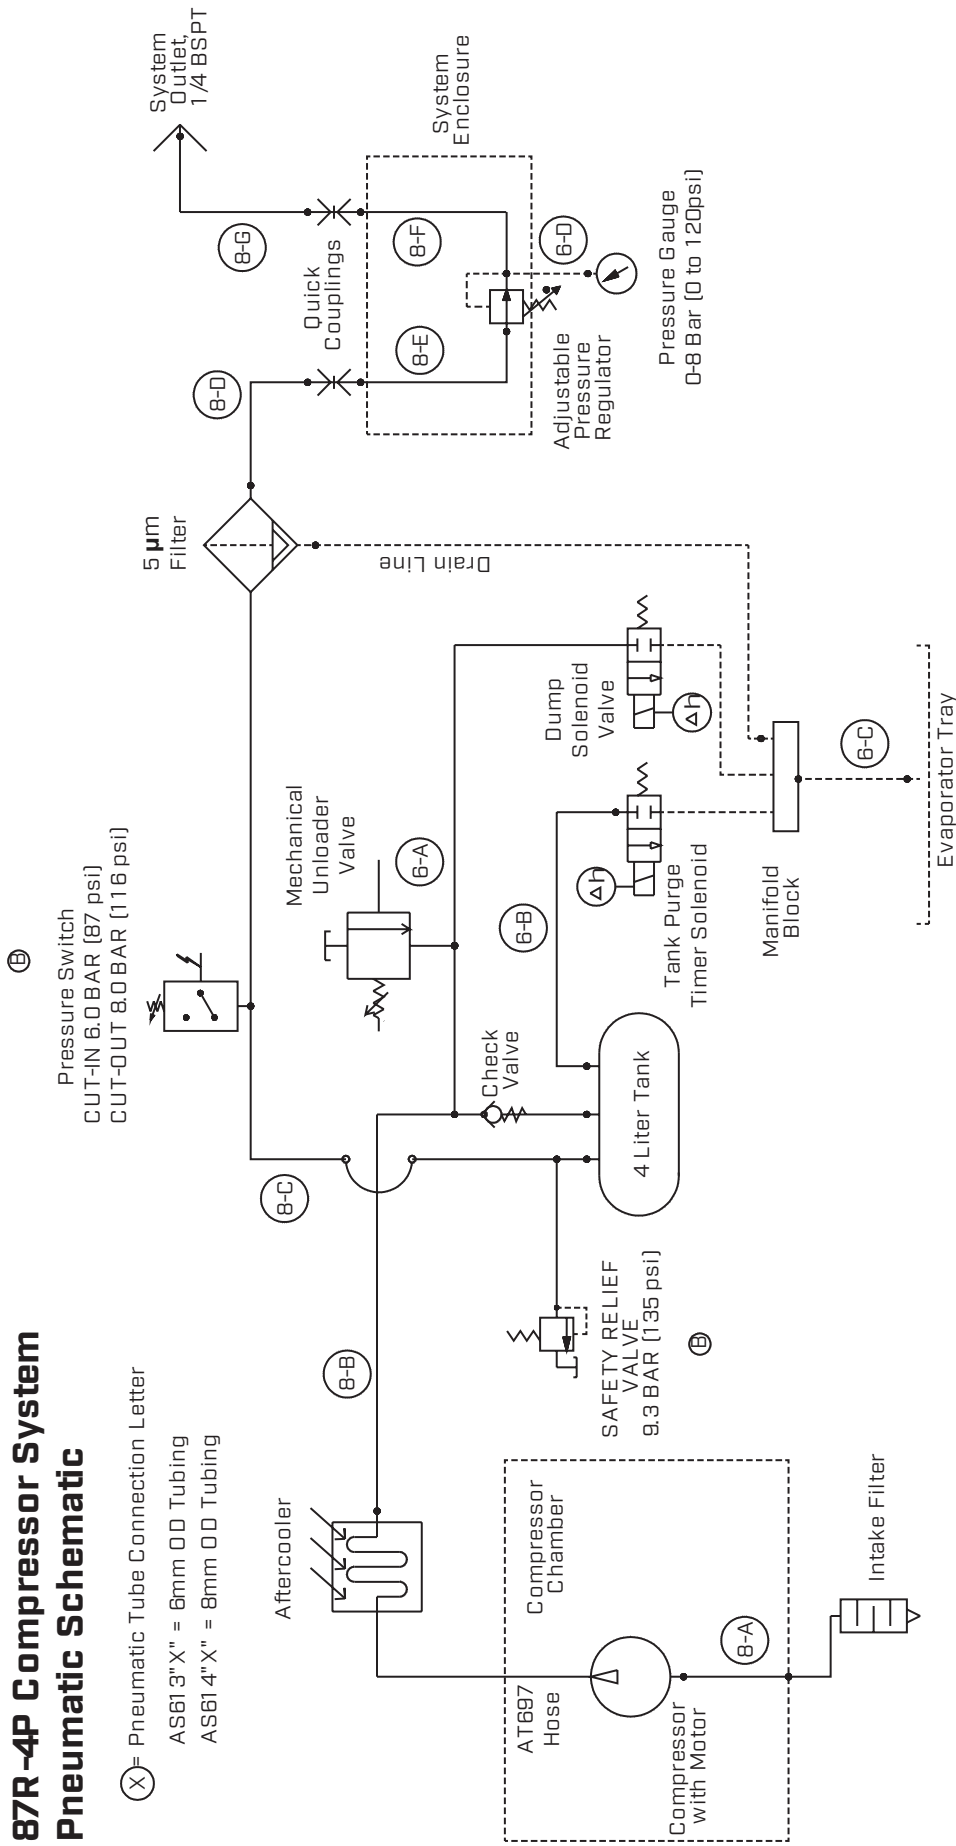 87R-4P Compressor System
Pneumatic Schematic
X = Pneumatic Tube Connection Letter
AS613"X" = 6mm OD Tubing
AS614"X" = 8mm OD Tubing
B
Pressure Switch
CUT-IN 6.0 BAR (87 psi)
CUT-OUT 8.0 BAR (116 psi)
5 µm
Filter
8-D
8-G
System
Outlet,
1/4 BSPT
Quick
Couplings
System
Enclosure
8-E
8-F
6-D
Adjustable
Pressure
Regulator
Pressure Gauge
0-8 Bar (0 to 120psi)
Drain Line
Mechanical
Unloader
Valve
6-A
8-C
8-B
Aftercooler
Check
Valve
6-B
Dump
Solenoid
Valve
Δh
Δh
Tank Purge
Timer Solenoid
4 Liter Tank
Manifold
Block
6-C
Evaporator Tray
SAFETY RELIEF
VALVE
9.3 BAR (135 psi)
B
Compressor
Chamber
AT697
Hose
Compressor
with Motor
8-A
Intake Filter